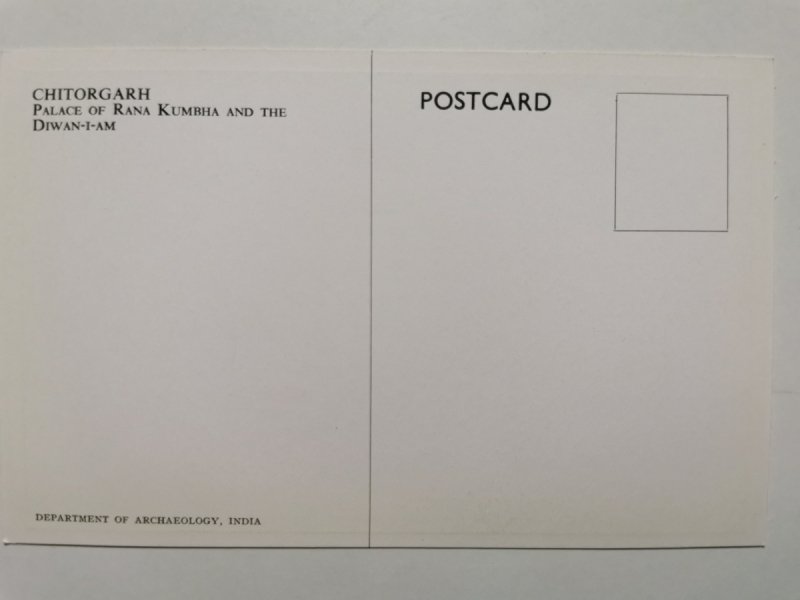 CHITORGARH
PALACE OF RANA KUMBHA AND THE
DIWAN-I-AM
POSTCARD
DEPARTMENT OF ARCHAEOLOGY, INDIA